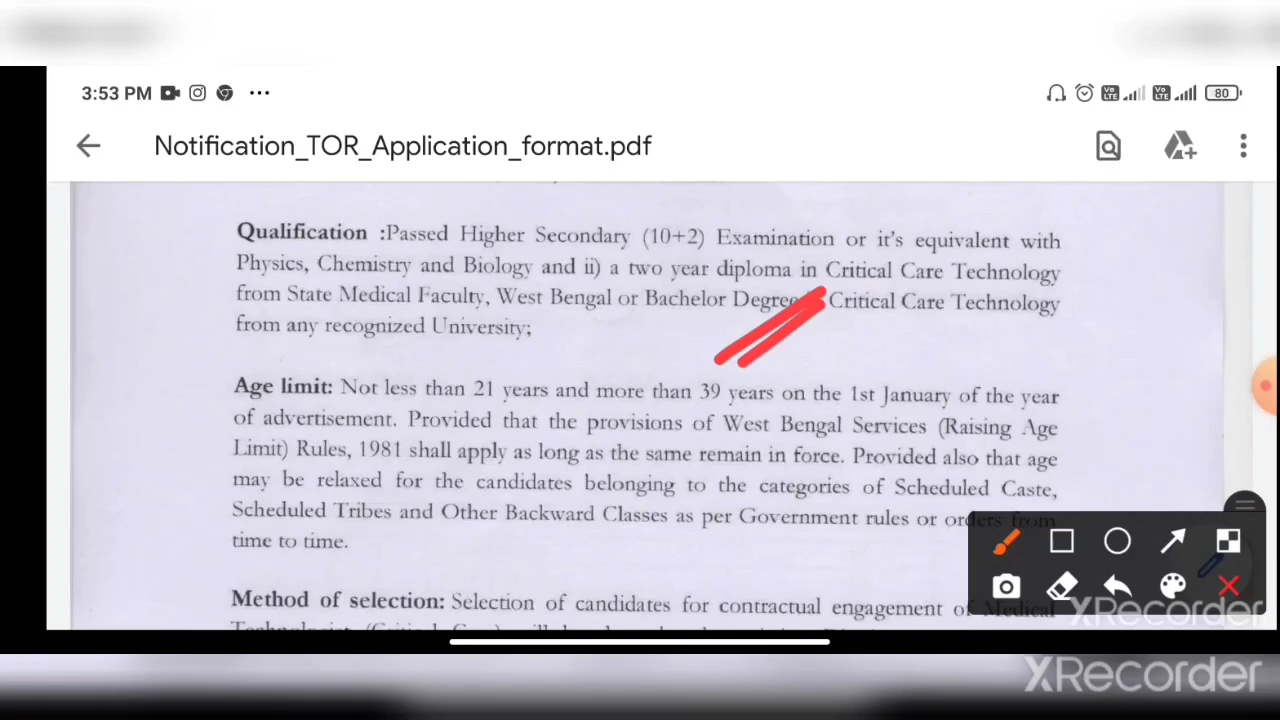 3:53 PM
Vo LTE Vo LTE 80
Notification_TOR_Application_format.pdf
Qualification :Passed Higher Secondary (10+2) Examination or it's equivalent with
Physics, Chemistry and Biology and ii) a two year diploma in Critical Care Technology
from State Medical Faculty, West Bengal or Bachelor Degree Critical Care Technology
from any recognized University;
Age limit: Not less than 21 years and more than 39 years on the 1st January of the year
of advertisement. Provided that the provisions of West Bengal Services (Raising Age
Limit) Rules, 1981 shall apply as long as the same remain in force. Provided also that age
may be relaxed for the candidates belonging to the categories of Scheduled Caste,
Scheduled Tribes and Other Backward Classes as per Government rules or orders from
time to time.
Method of selection: Selection of candidates for contractual engagement of Medical
XRecorder
XRecorder